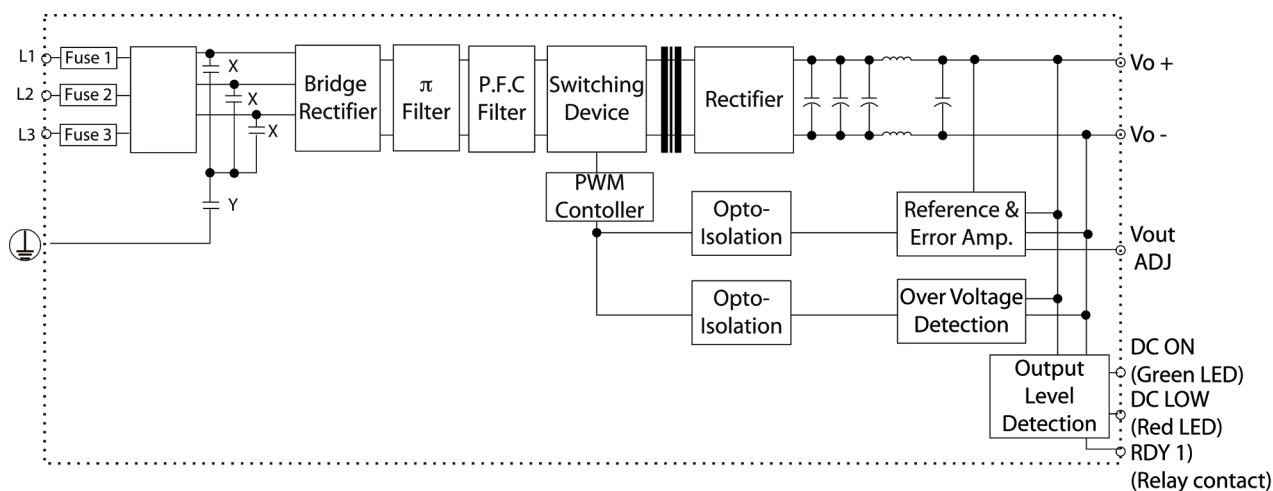 L1
Fuse 1
L2
Fuse 2
L3
Fuse 3
X
X
X
Y
Bridge
Rectifier
π
Filter
P.F.C
Filter
Switching
Device
Rectifier
Vo +
Vo -
PWM
Contoller
Opto-
Isolation
Reference &
Error Amp.
Vout
ADJ
Opto-
Isolation
Over Voltage
Detection
Output
Level
Detection
DC ON
(Green LED)
DC LOW
(Red LED)
RDY 1)
(Relay contact)